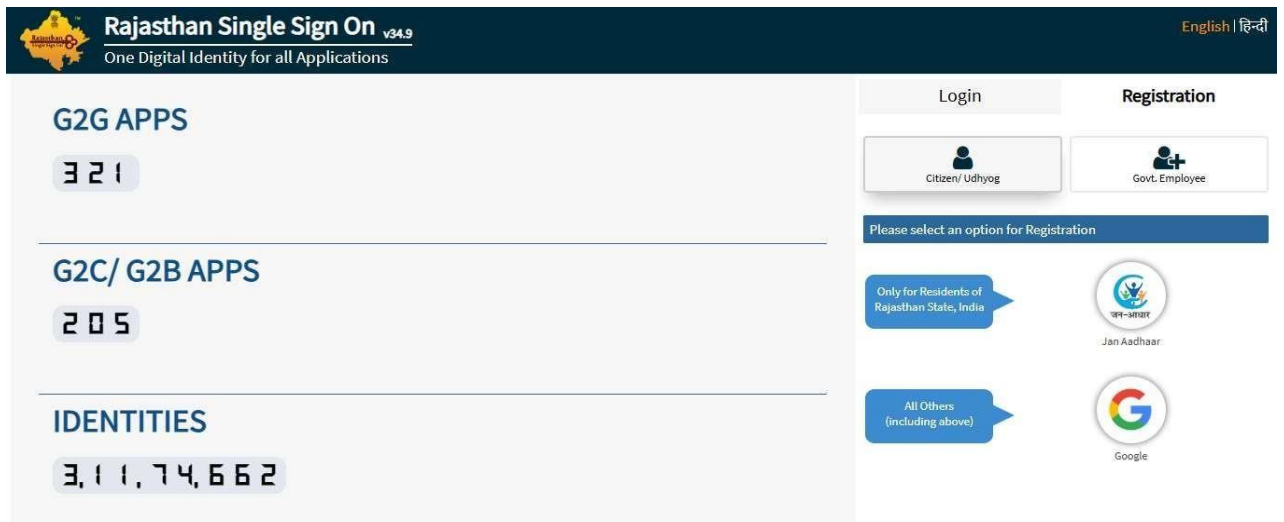 Rajasthan Single Sign On v34.9
One Digital Identity for all Applications
English | हिन्दी
G2G APPS
321
G2C/ G2B APPS
205
IDENTITIES
3,11,74,662
Login
Registration
Citizen/ Udhyog
Govt. Employee
Please select an option for Registration
Only for Residents of
Rajasthan State, India
जन-आधार
Jan Aadhaar
All Others
(including above)
Google